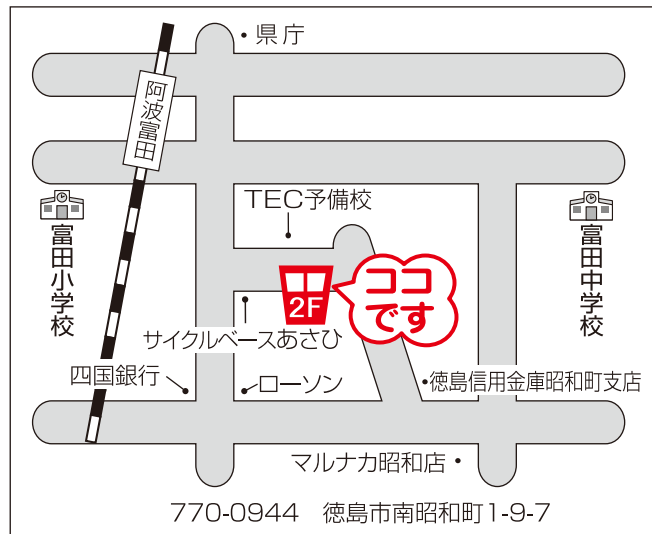 ・県庁
阿波富田
TEC予備校
富田小学校
富田中学校
ココ
です
2F
サイクルベースあさひ
四国銀行
ローソン
・徳島信用金庫昭和町支店
マルナカ昭和店・
770-0944 徳島市南昭和町1-9-7